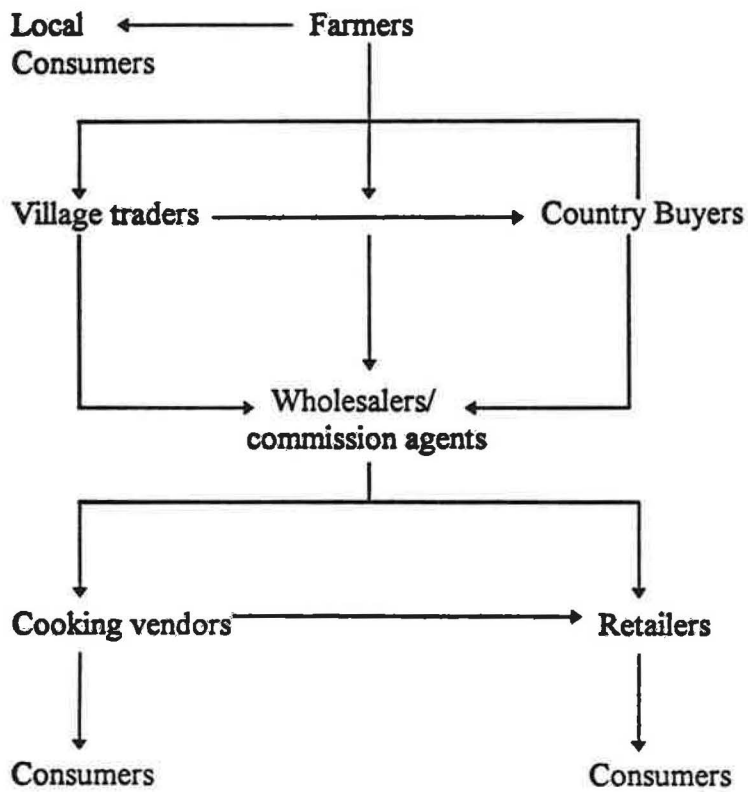 Local
Consumers
Farmers
Village traders
Country Buyers
Wholesalers/
commission agents
Cooking vendors
Retailers
Consumers
Consumers